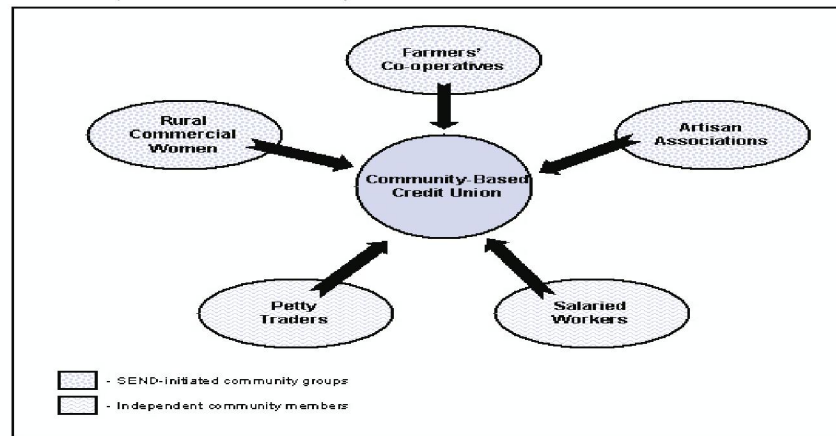 Farmers'
Co-operatives
Rural
Commercial
Women
Artisan
Associations
Community-Based
Credit Union
Petty
Traders
Salaried
Workers
- SEND-initiated community groups
- Independent community members